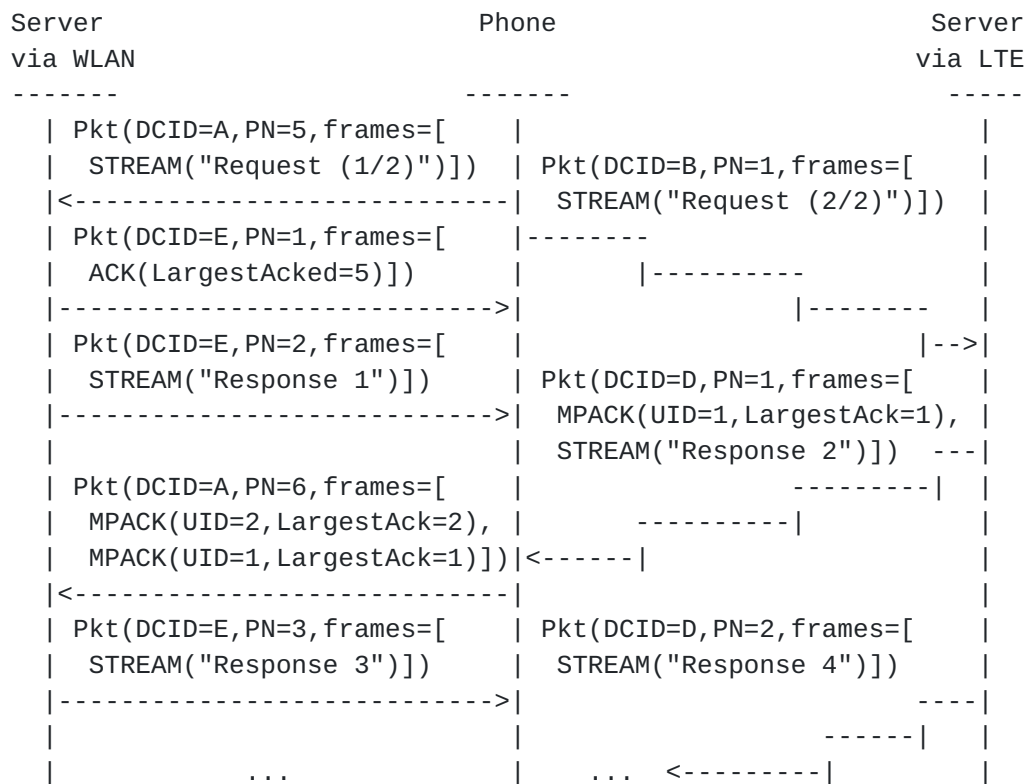 Server                   Phone                        Server
via WLAN                                            via LTE
-------                  -------                        -----
  | Pkt(DCID=A,PN=5,frames=[    |                             |
  |  STREAM("Request (1/2)")])  | Pkt(DCID=B,PN=1,frames=[    |
  |<----------------------------|  STREAM("Request (2/2)")])  |
  | Pkt(DCID=E,PN=1,frames=[    |--------                     |
  |  ACK(LargestAcked=5)])      |       |----------           |
  |---------------------------->|                 |--------   |
  | Pkt(DCID=E,PN=2,frames=[    |                         |-->|
  |  STREAM("Response 1")])     | Pkt(DCID=D,PN=1,frames=[    |
  |---------------------------->|  MPACK(UID=1,LargestAck=1), |
  |                             |  STREAM("Response 2")])  ---|
  | Pkt(DCID=A,PN=6,frames=[    |                 ---------|  |
  |  MPACK(UID=2,LargestAck=2), |       ----------|           |
  |  MPACK(UID=1,LargestAck=1)])|<------|                     |
  |<----------------------------|                             |
  | Pkt(DCID=E,PN=3,frames=[    | Pkt(DCID=D,PN=2,frames=[    |
  |  STREAM("Response 3")])     |  STREAM("Response 4")])     |
  |---------------------------->|                         ----|
  |                             |                   ------|   |
  |            ...              |    ...  <---------|         |